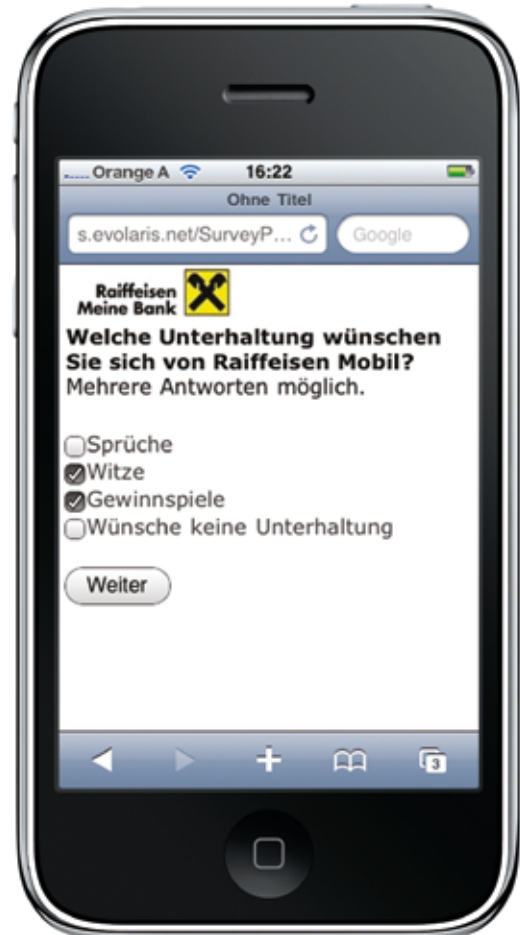 Orange A 16:22
Ohne Titel
s.evolaris.net/SurveyP... Google
Raiffeisen
Meine Bank
Welche Unterhaltung wünschen
Sie sich von Raiffeisen Mobil?
Mehrere Antworten möglich.
Sprüche
Witze
Gewinnspiele
Wünsche keine Unterhaltung
Weiter
3